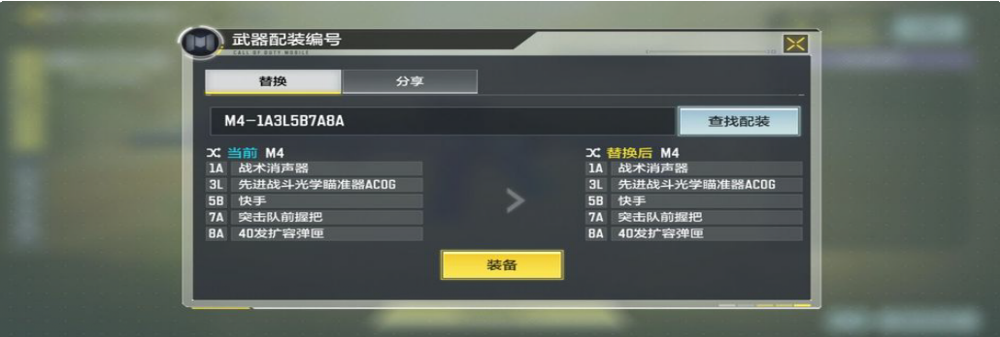 武器配装编号
CALL OF DUTY MOBILE
替换 分享
M4-1A3L5B7A8A 查找配装
当前 M4
1A 战术消声器
3L 先进战斗光学瞄准器ACOG
5B 快手
7A 突击队前握把
8A 40发扩容弹匣
替换后 M4
1A 战术消声器
3L 先进战斗光学瞄准器ACOG
5B 快手
7A 突击队前握把
8A 40发扩容弹匣
装备